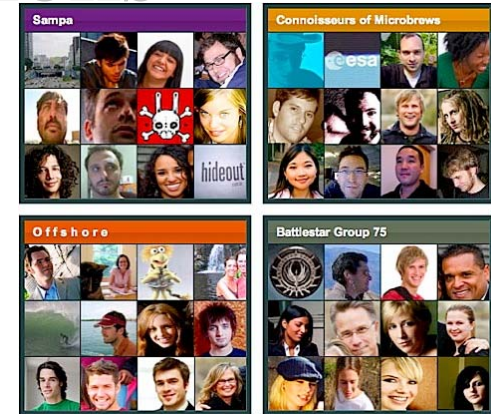 Sampa
Connoisseurs of Microbrews
esa
hideout
Offshore
Battlestar Group 75